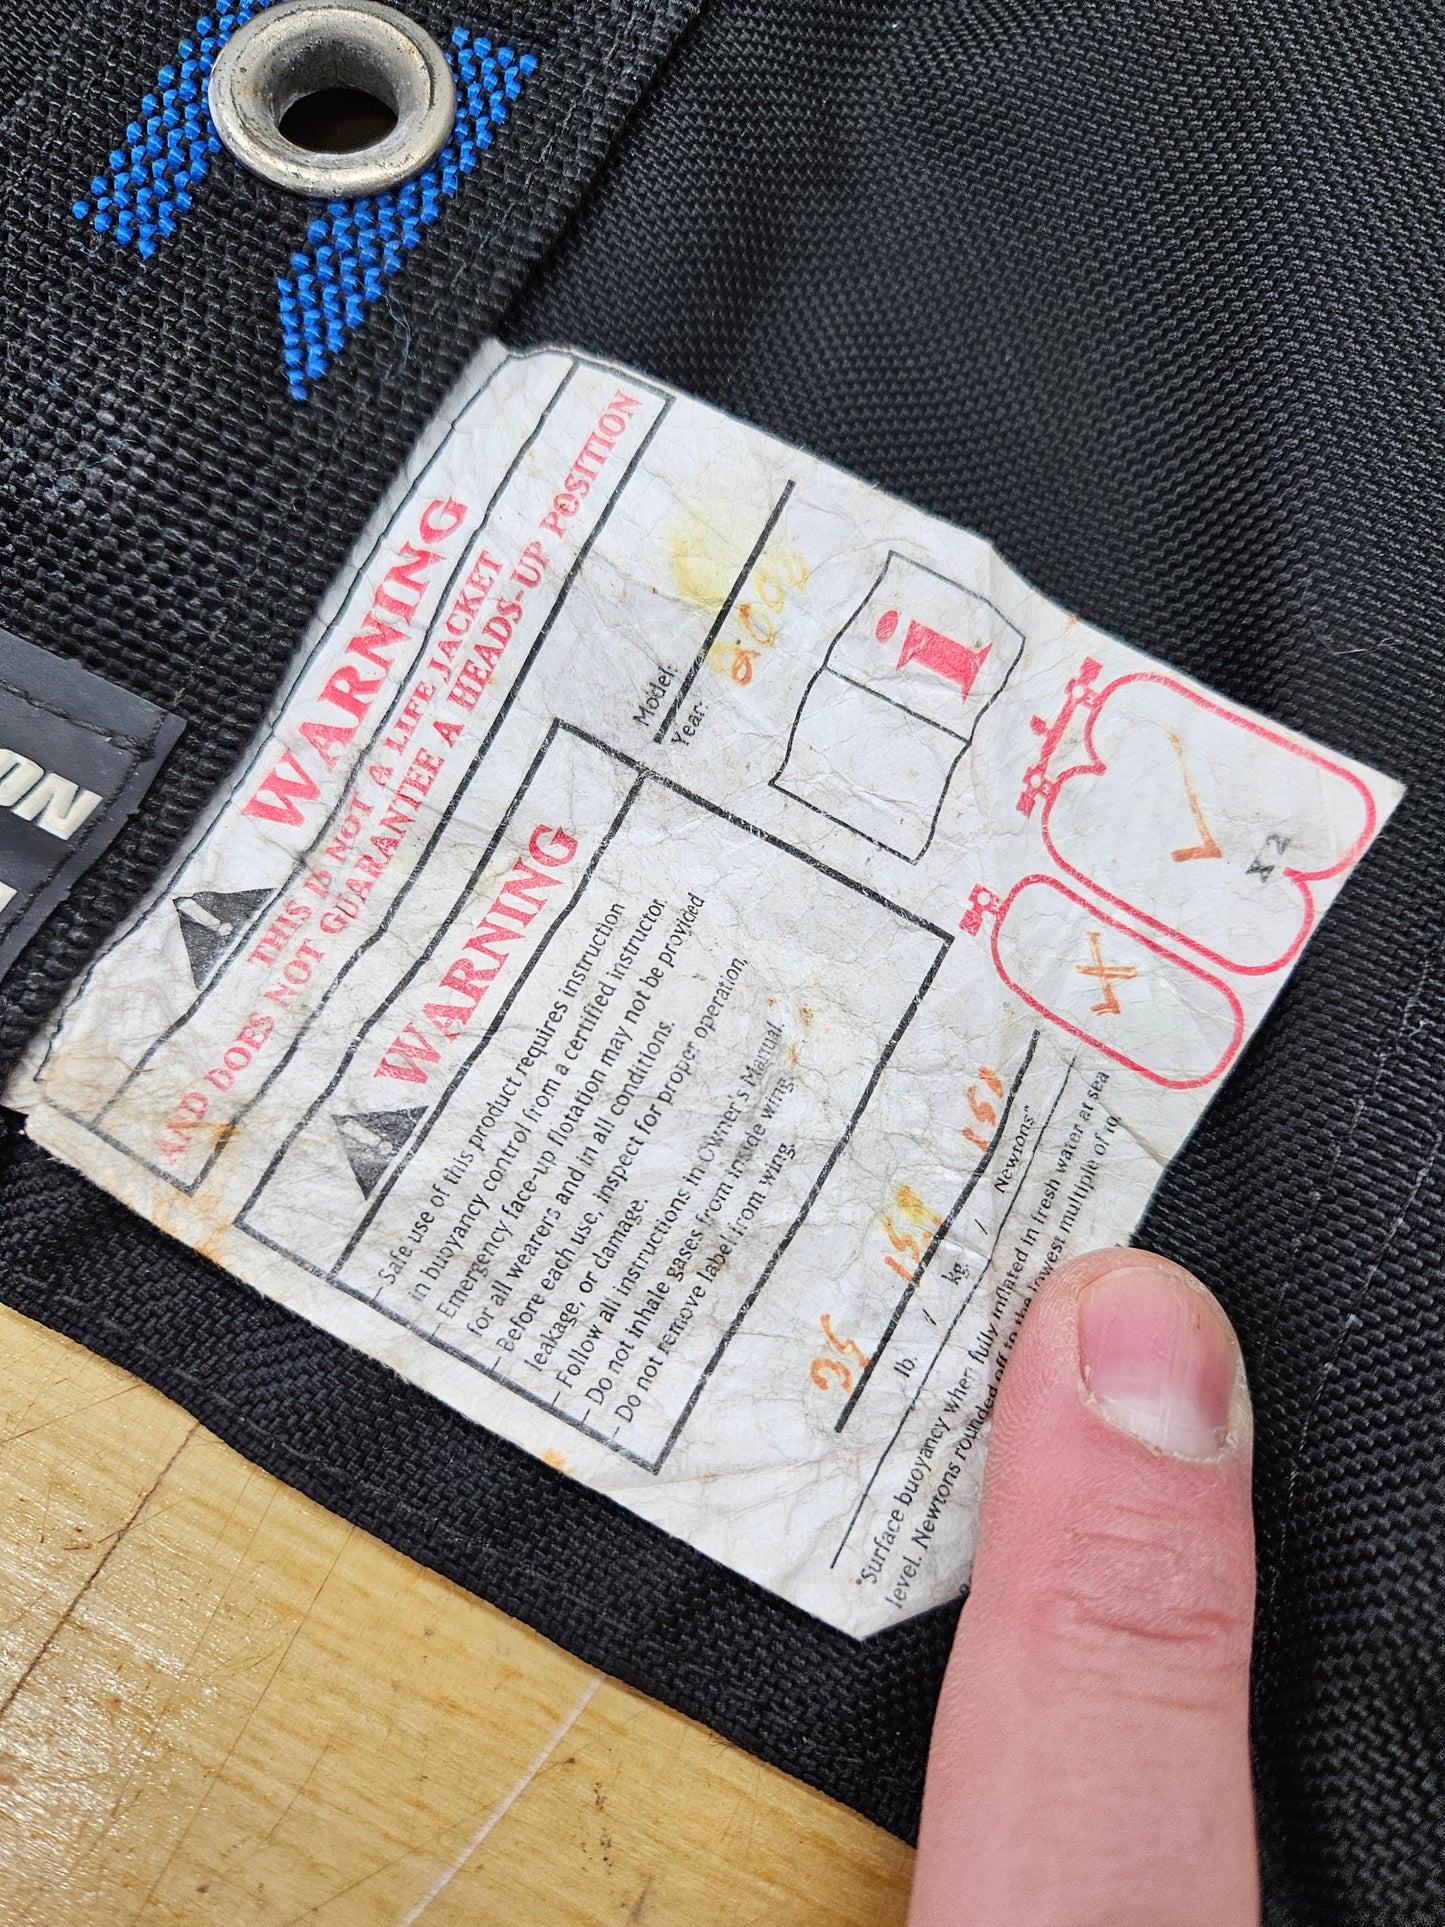 WARNING
THIS IS NOT A LIFE JACKET
AND DOES NOT GUARANTEE A HEADS-UP POSITION
WARNING
- Safe use of this product requires instruction
in buoyancy control from a certified instructor.
- Emergency face-up flotation may not be provided
for all wearers and in all conditions.
- Before each use, inspect for proper operation,
leakage, or damage.
- Follow all instructions in Owner's Manual.
- Do not inhale gases from inside wing.
- Do not remove label from wing.
Model:
Year: 2002
i
X2
lb. / kg. / Newtons*
*Surface buoyancy when fully inflated in fresh water at sea
level. Newtons rounded off to the lowest multiple of 10.
NO